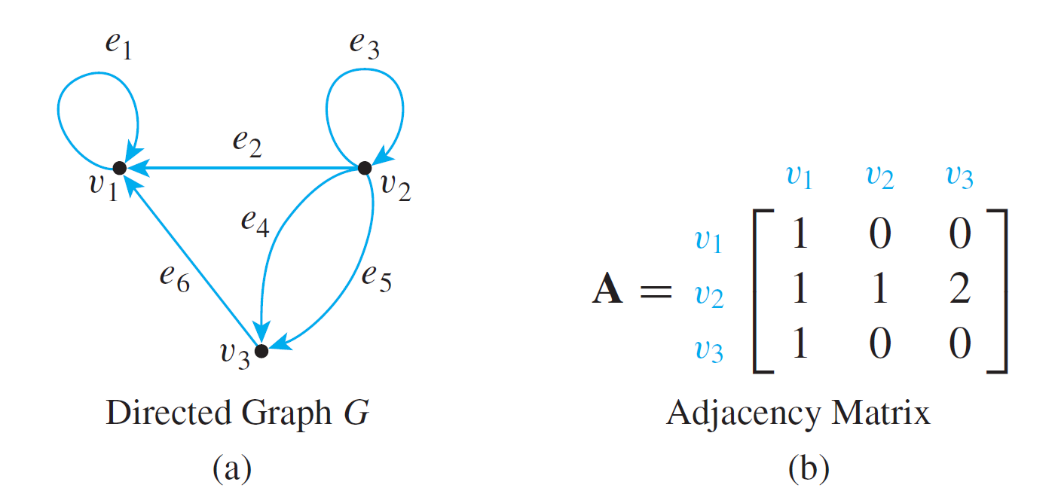 e1 e3
e2
v1 v2
e4
e6 e5
v3
Directed Graph G
(a)
v1 v2 v3
v1 1 0 0
A = v2 1 1 2
v3 1 0 0
Adjacency Matrix
(b)